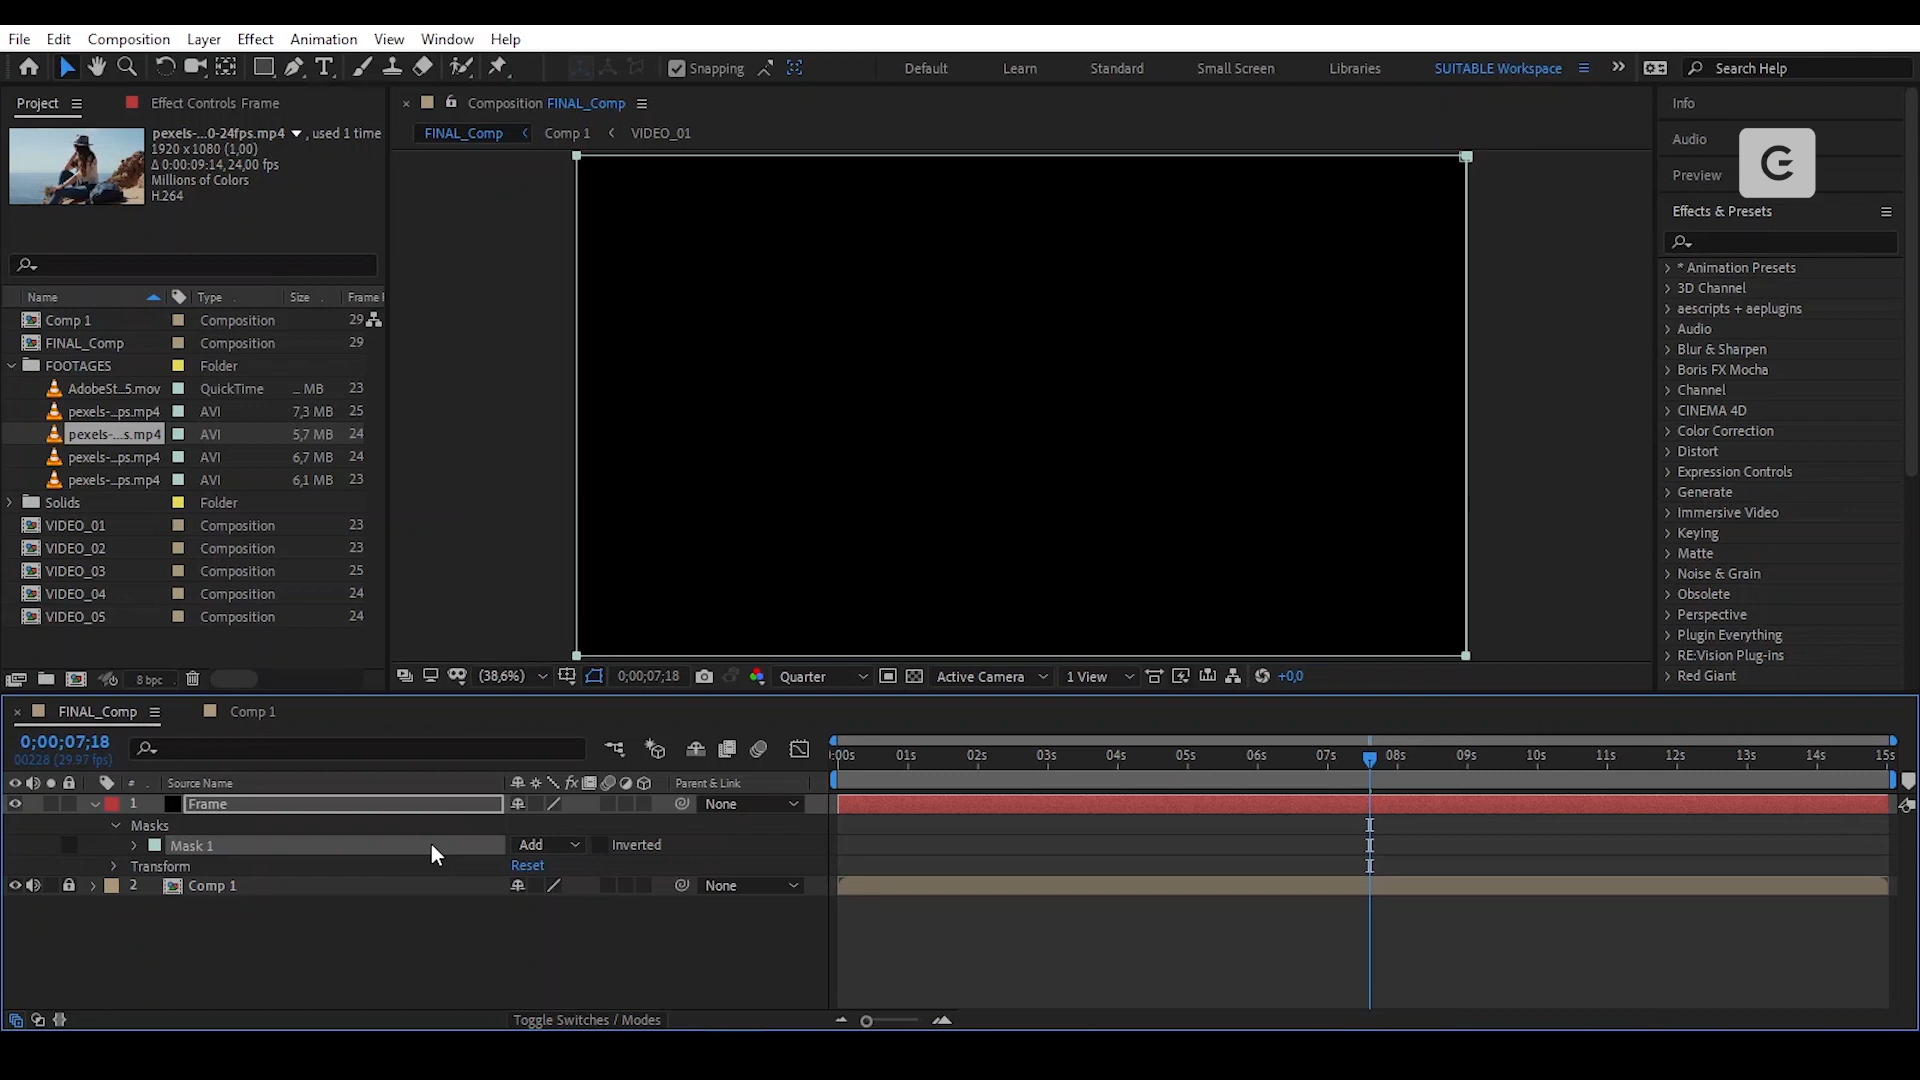 File Edit Composition Layer Effect Animation View Window Help
Snapping Default Learn Standard Small Screen Libraries SUITABLE Workspace Search Help
Project Effect Controls Frame
pexels-...0-24fps.mp4 , used 1 time
1920 x 1080 (1,00)
Δ 0:00:09:14, 24,00 fps
Millions of Colors
H.264
Name Type Size Frame F
Comp 1 Composition 29
FINAL_Comp Composition 29
FOOTAGES Folder
AdobeSt...5.mov QuickTime ... MB 23
pexels-...ps.mp4 AVI 7,3 MB 25
pexels-...s.mp4 AVI 5,7 MB 24
pexels-...ps.mp4 AVI 6,7 MB 24
pexels-...ps.mp4 AVI 6,1 MB 23
Solids Folder
VIDEO_01 Composition 23
VIDEO_02 Composition 23
VIDEO_03 Composition 25
VIDEO_04 Composition 24
VIDEO_05 Composition 24
8 bpc
Composition FINAL_Comp
FINAL_Comp Comp 1 VIDEO_01
(38,6%) 0;00;07;18 Quarter Active Camera 1 View +0,0
Info
Audio
Preview
Effects & Presets
* Animation Presets
3D Channel
aescripts + aeplugins
Audio
Blur & Sharpen
Boris FX Mocha
Channel
CINEMA 4D
Color Correction
Distort
Expression Controls
Generate
Immersive Video
Keying
Matte
Noise & Grain
Obsolete
Perspective
Plugin Everything
RE:Vision Plug-ins
Red Giant
FINAL_Comp Comp 1
0;00;07;18
00228 (29.97 fps)
:00s 01s 02s 03s 04s 05s 06s 07s 08s 09s 10s 11s 12s 13s 14s 15s
# Source Name fx Parent & Link
1 Frame None
Masks
Mask 1 Add Inverted
Transform Reset
2 Comp 1 None
Toggle Switches / Modes